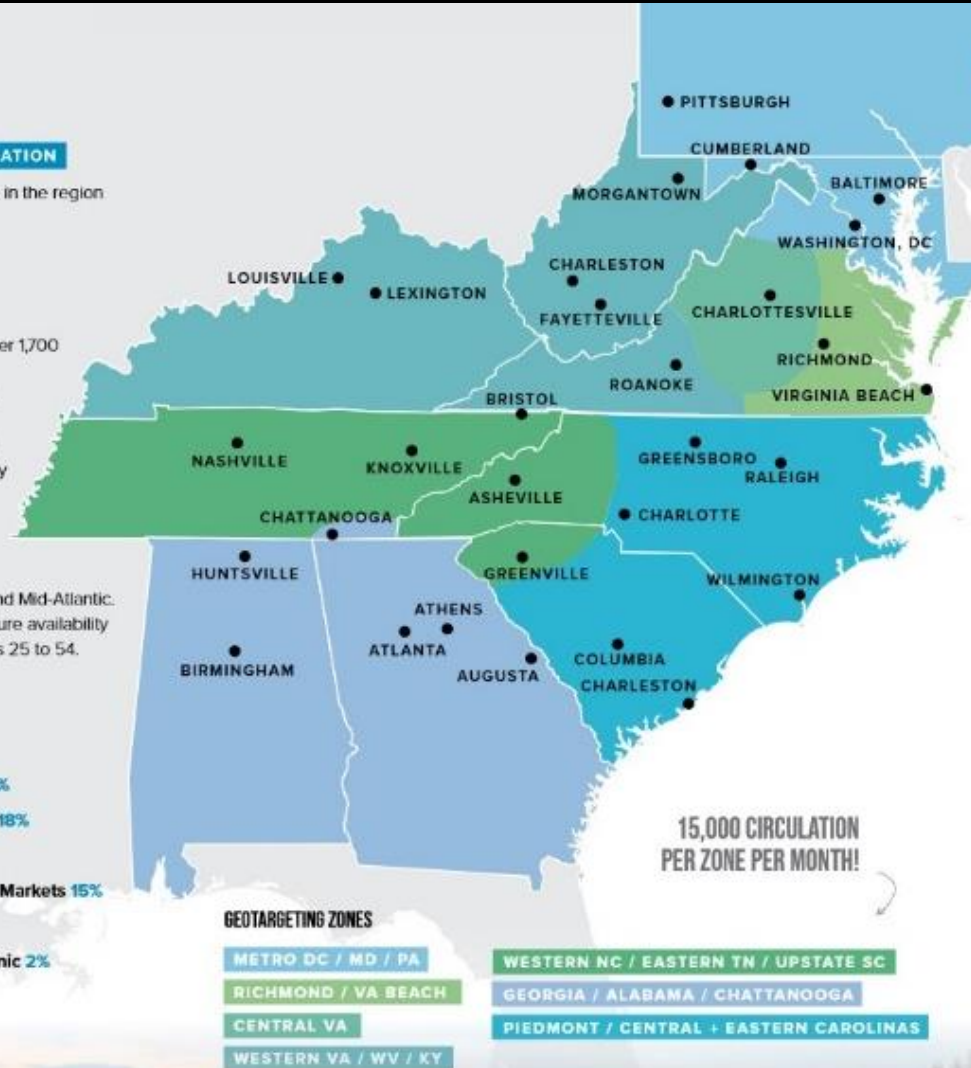 ATION
in the region
er 1,700
y
nd Mid-Atlantic.
ure availability
s 25 to 54.
%
18%
Markets 15%
nic 2%
PITTSBURGH
CUMBERLAND
MORGANTOWN
BALTIMORE
WASHINGTON, DC
CHARLESTON
LOUISVILLE
LEXINGTON
FAYETTEVILLE
CHARLOTTESVILLE
RICHMOND
ROANOKE
VIRGINIA BEACH
BRISTOL
NASHVILLE
KNOXVILLE
GREENSBORO
RALEIGH
ASHEVILLE
CHATTANOOGA
CHARLOTTE
HUNTSVILLE
GREENVILLE
WILMINGTON
ATHENS
ATLANTA
BIRMINGHAM
AUGUSTA
COLUMBIA
CHARLESTON
15,000 CIRCULATION
PER ZONE PER MONTH!
GEOTARGETING ZONES
METRO DC / MD / PA
RICHMOND / VA BEACH
CENTRAL VA
WESTERN VA / WV / KY
WESTERN NC / EASTERN TN / UPSTATE SC
GEORGIA / ALABAMA / CHATTANOOGA
PIEDMONT / CENTRAL + EASTERN CAROLINAS